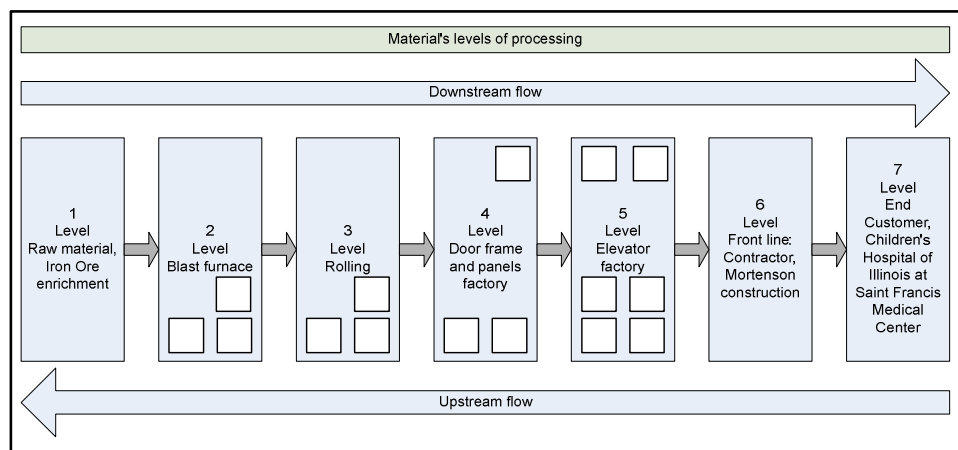 Material's levels of processing
Downstream flow
1
Level
Raw material,
Iron Ore
enrichment
2
Level
Blast furnace
3
Level
Rolling
4
Level
Door frame
and panels
factory
5
Level
Elevator
factory
6
Level
Front line:
Contractor,
Mortenson
construction
7
Level
End
Customer,
Children's
Hospital of
Illinois at
Saint Francis
Medical
Center
Upstream flow